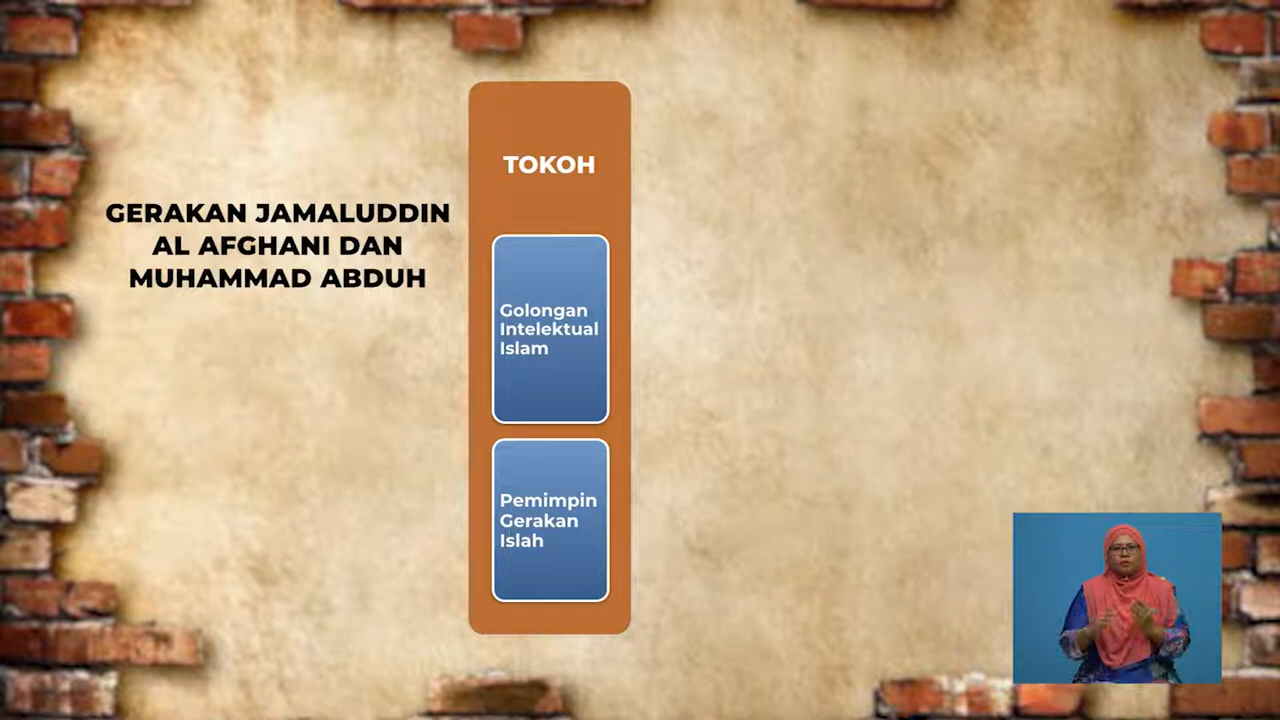 GERAKAN JAMALUDDIN
AL AFGHANI DAN
MUHAMMAD ABDUH
TOKOH
Golongan
Intelektual
Islam
Pemimpin
Gerakan
Islah